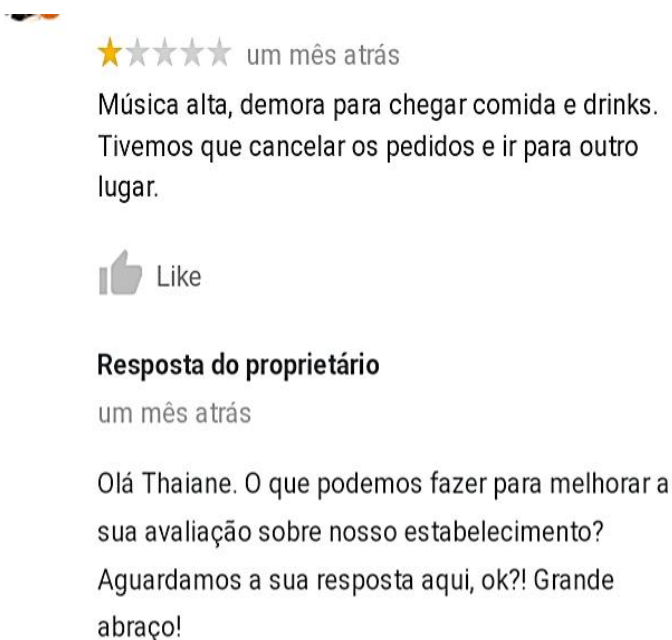 um mês atrás
Música alta, demora para chegar comida e drinks.
Tivemos que cancelar os pedidos e ir para outro
lugar.
Like
Resposta do proprietário
um mês atrás
Olá Thaiane. O que podemos fazer para melhorar a
sua avaliação sobre nosso estabelecimento?
Aguardamos a sua resposta aqui, ok?! Grande
abraço!